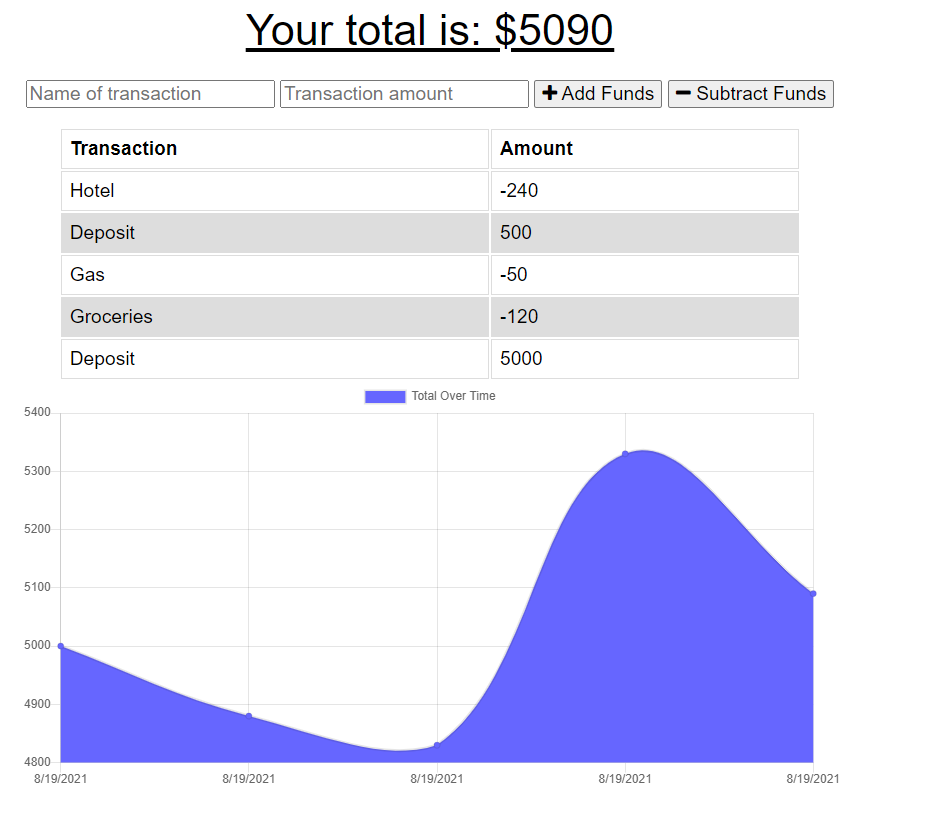 Your total is: $5090
Name of transaction Transaction amount Add Funds Subtract Funds
Transaction Amount
Hotel -240
Deposit 500
Gas -50
Groceries -120
Deposit 5000
Total Over Time
5400
5300
5200
5100
5000
4900
4800
8/19/2021 8/19/2021 8/19/2021 8/19/2021 8/19/2021